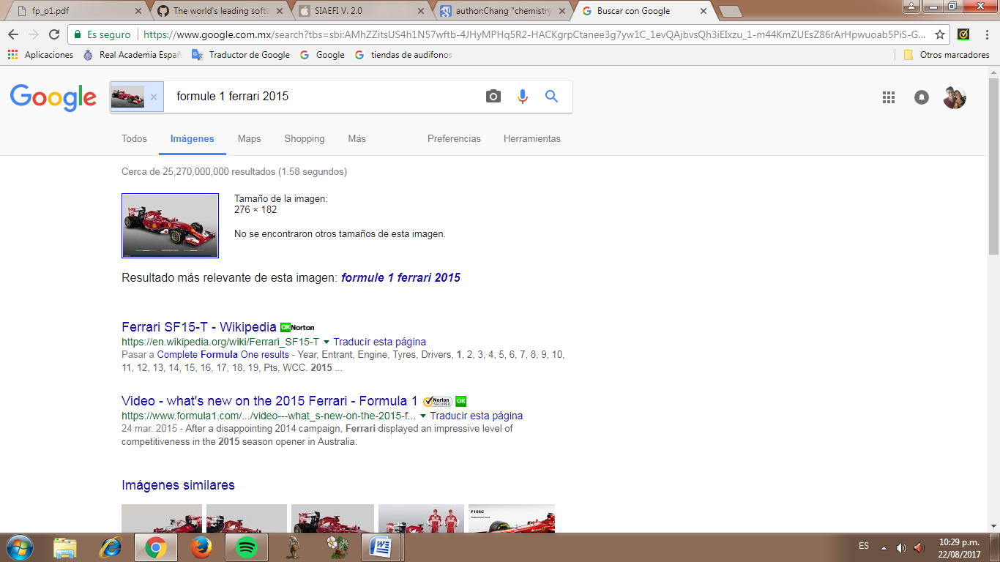 fp_p1.pdf
The world's leading softw
SIAEFI V. 2.0
author:Chang "chemistry
Buscar con Google
Es seguro
https://www.google.com.mx/search?tbs=sbi:
Aplicaciones
Real Academia Españ
Traductor de Google
Google
tiendas de audifonos
Otros marcadores
Google
formule 1 ferrari 2015
Todos Imágenes Maps Shopping Más Preferencias Herramientas
Cerca de 25,270,000,000 resultados (1.58 segundos)
Tamaño de la imagen:
276 × 182
No se encontraron otros tamaños de esta imagen.
Resultado más relevante de esta imagen: formule 1 ferrari 2015
Ferrari SF15-T - Wikipedia OK Norton
https://en.wikipedia.org/wiki/Ferrari_SF15-T Traducir esta página
Pasar a Complete Formula One results - Year, Entrant, Engine, Tyres, Drivers, 1, 2, 3, 4, 5, 6, 7, 8, 9, 10,
11, 12, 13, 14, 15, 16, 17, 18, 19, Pts, WCC. 2015 ...
Video - what's new on the 2015 Ferrari - Formula 1 Norton SECURED OK
https://www.formula1.com/.../video---what_s-new-on-the-2015-f... Traducir esta página
24 mar. 2015 - After a disappointing 2014 campaign, Ferrari displayed an impressive level of
competitiveness in the 2015 season opener in Australia.
Imágenes similares
F166C
ES
10:29 p.m.
22/08/2017